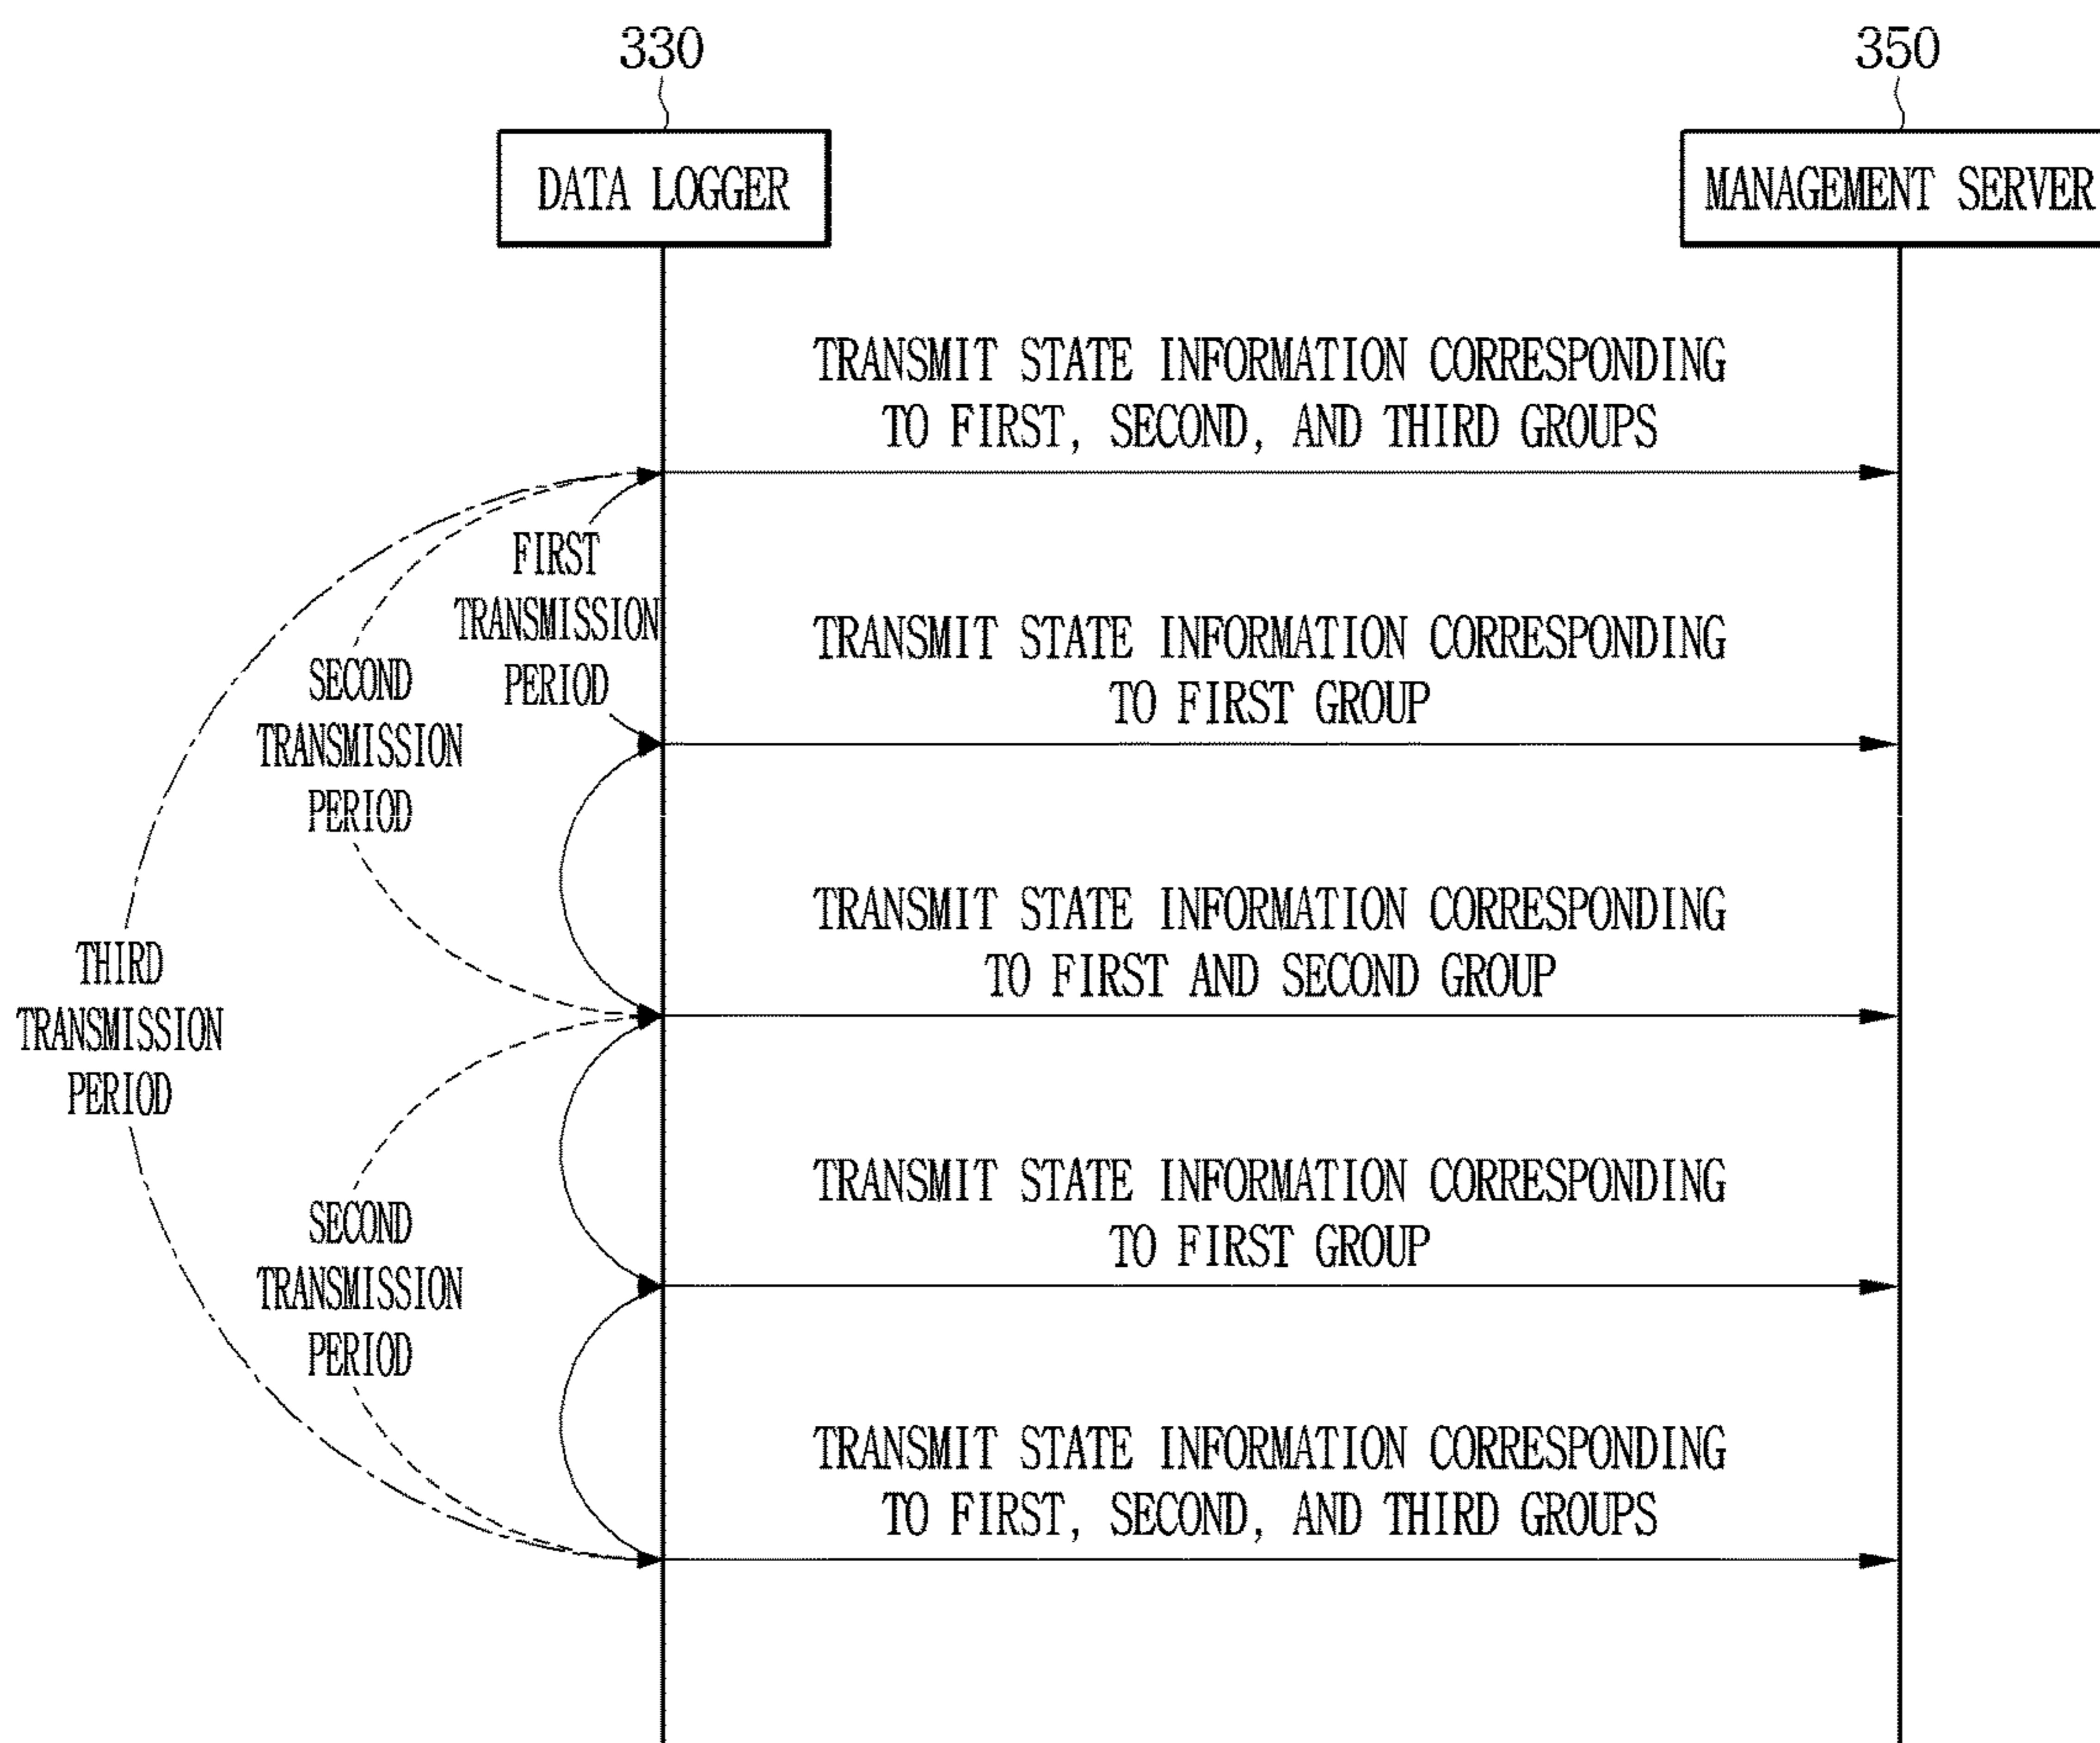 330
350
DATA LOGGER
MANAGEMENT SERVER
TRANSMIT STATE INFORMATION CORRESPONDING
TO FIRST, SECOND, AND THIRD GROUPS
FIRST
TRANSMISSION
PERIOD
SECOND
TRANSMISSION
PERIOD
TRANSMIT STATE INFORMATION CORRESPONDING
TO FIRST GROUP
THIRD
TRANSMISSION
PERIOD
TRANSMIT STATE INFORMATION CORRESPONDING
TO FIRST AND SECOND GROUP
SECOND
TRANSMISSION
PERIOD
TRANSMIT STATE INFORMATION CORRESPONDING
TO FIRST GROUP
TRANSMIT STATE INFORMATION CORRESPONDING
TO FIRST, SECOND, AND THIRD GROUPS